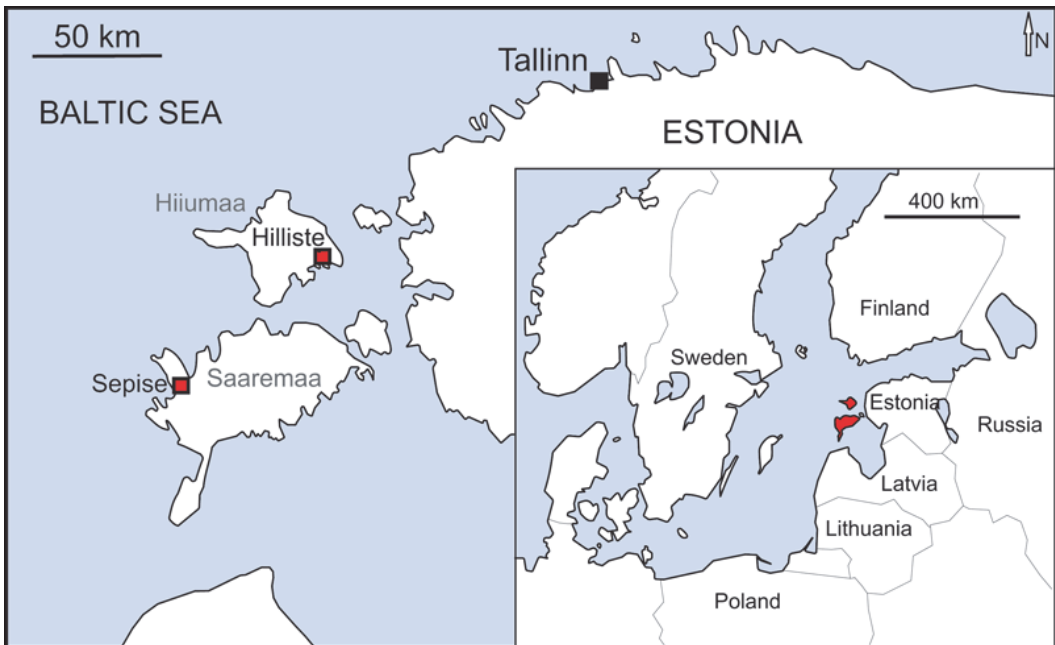 50 km
N
Tallinn
BALTIC SEA
ESTONIA
Hiiumaa
Hilliste
Sepise
Saaremaa
400 km
Finland
Sweden
Estonia
Russia
Latvia
Lithuania
Poland